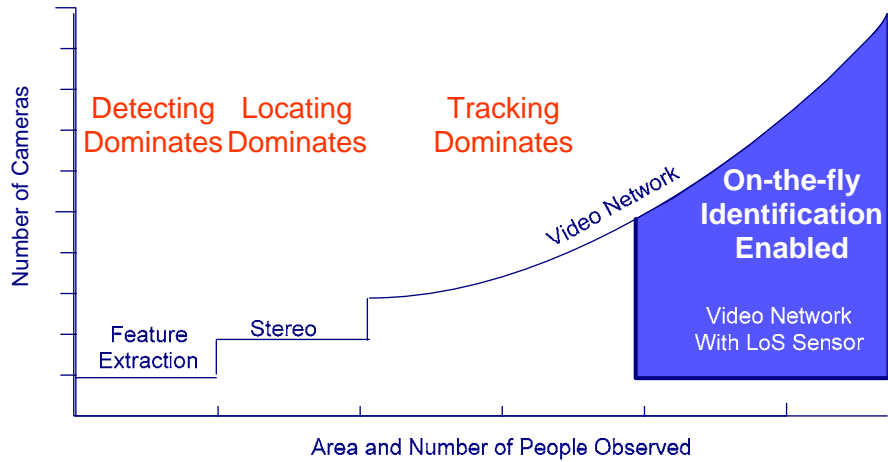 Number of Cameras
Detecting
Dominates
Locating
Dominates
Tracking
Dominates
Feature
Extraction
Stereo
Video Network
On-the-fly
Identification
Enabled
Video Network
With LoS Sensor
Area and Number of People Observed